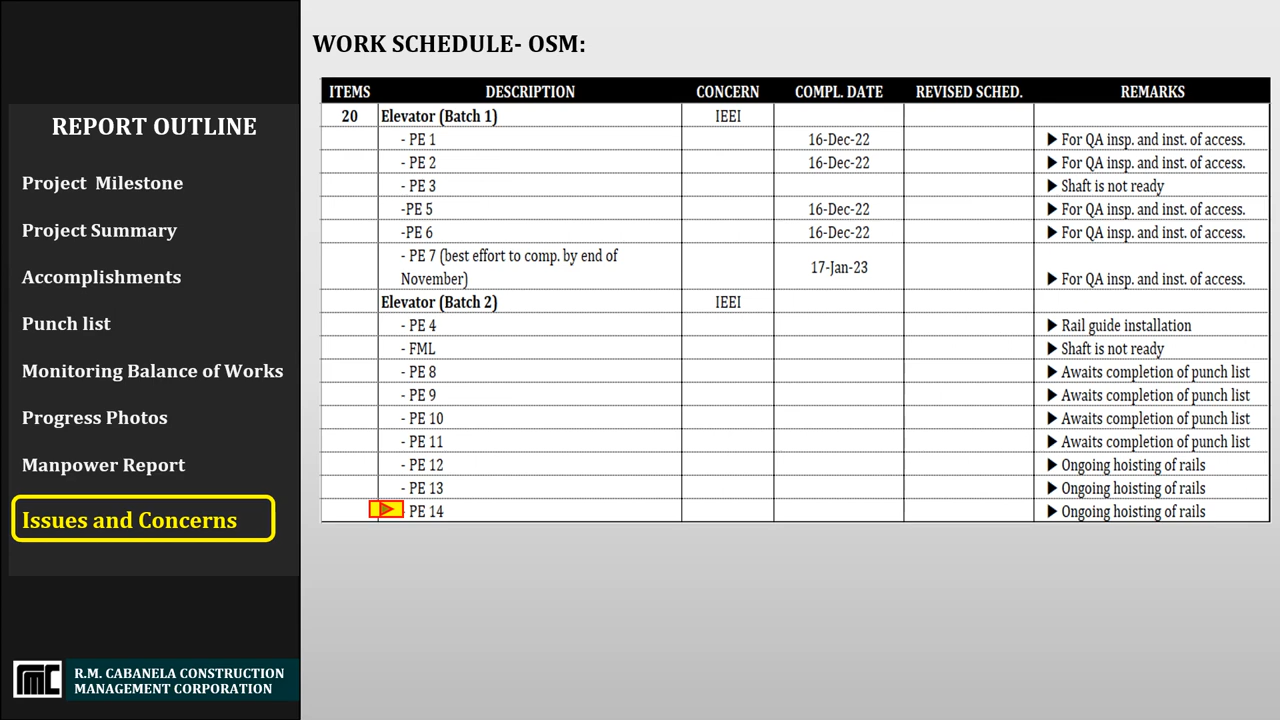 WORK SCHEDULE- OSM:
REPORT OUTLINE
Project Milestone
Project Summary
Accomplishments
Punch list
Monitoring Balance of Works
Progress Photos
Manpower Report
Issues and Concerns
R.M. CABANELA CONSTRUCTION
MANAGEMENT CORPORATION
ITEMS DESCRIPTION CONCERN COMPL. DATE REVISED SCHED. REMARKS
20 Elevator (Batch 1) IEEI
- PE 1 16-Dec-22 ▶ For QA insp. and inst. of access.
- PE 2 16-Dec-22 ▶ For QA insp. and inst. of access.
- PE 3 ▶ Shaft is not ready
-PE 5 16-Dec-22 ▶ For QA insp. and inst. of access.
-PE 6 16-Dec-22 ▶ For QA insp. and inst. of access.
- PE 7 (best effort to comp. by end of
November) 17-Jan-23 ▶ For QA insp. and inst. of access.
Elevator (Batch 2) IEEI
- PE 4 ▶ Rail guide installation
- FML ▶ Shaft is not ready
- PE 8 ▶ Awaits completion of punch list
- PE 9 ▶ Awaits completion of punch list
- PE 10 ▶ Awaits completion of punch list
- PE 11 ▶ Awaits completion of punch list
- PE 12 ▶ Ongoing hoisting of rails
- PE 13 ▶ Ongoing hoisting of rails
PE 14 ▶ Ongoing hoisting of rails